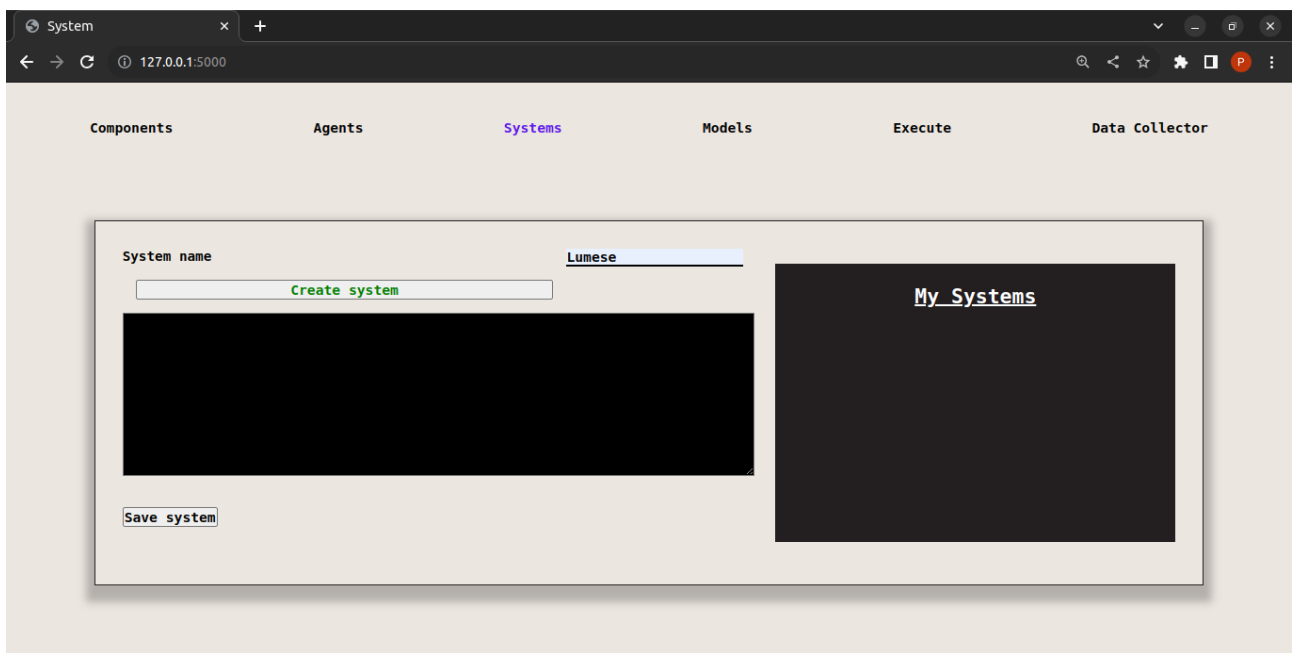 System
127.0.0.1:5000
P
Components Agents Systems Models Execute Data Collector
System name Lumese
Create system
My Systems
Save system